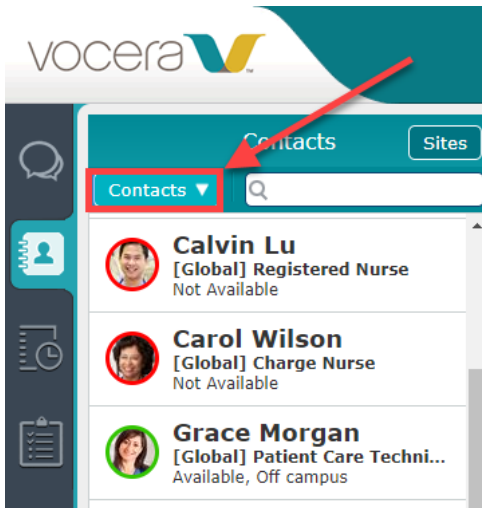 vocera
Contacts
Sites
Contacts ▼
Calvin Lu
[Global] Registered Nurse
Not Available
Carol Wilson
[Global] Charge Nurse
Not Available
Grace Morgan
[Global] Patient Care Techni...
Available, Off campus